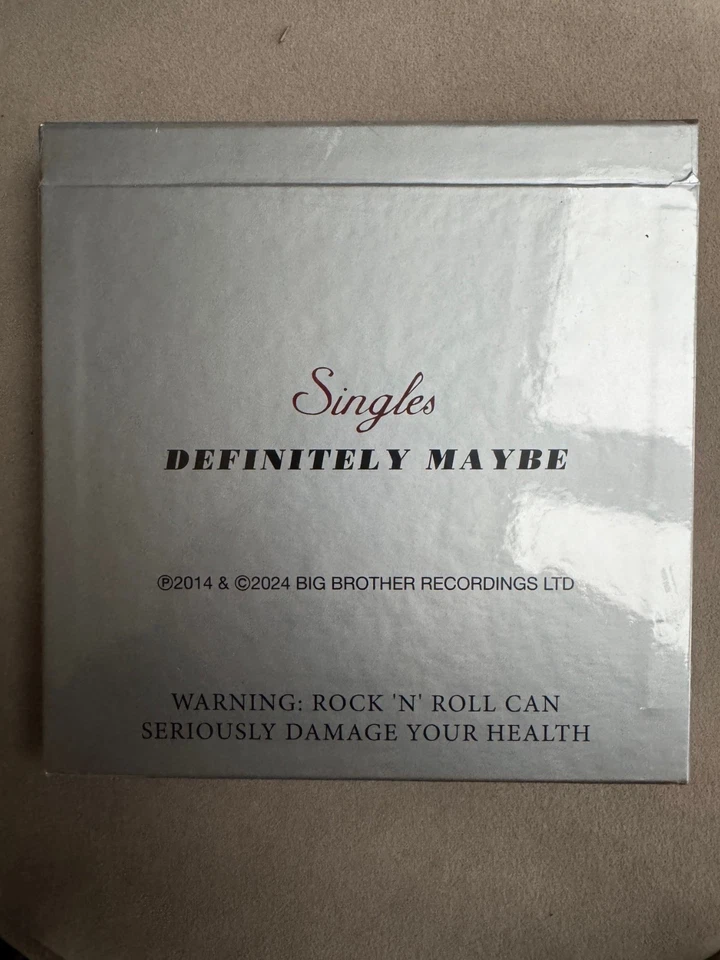 Singles
DEFINITELY MAYBE
℗2014 & ©2024 BIG BROTHER RECORDINGS LTD
WARNING: ROCK 'N' ROLL CAN
SERIOUSLY DAMAGE YOUR HEALTH